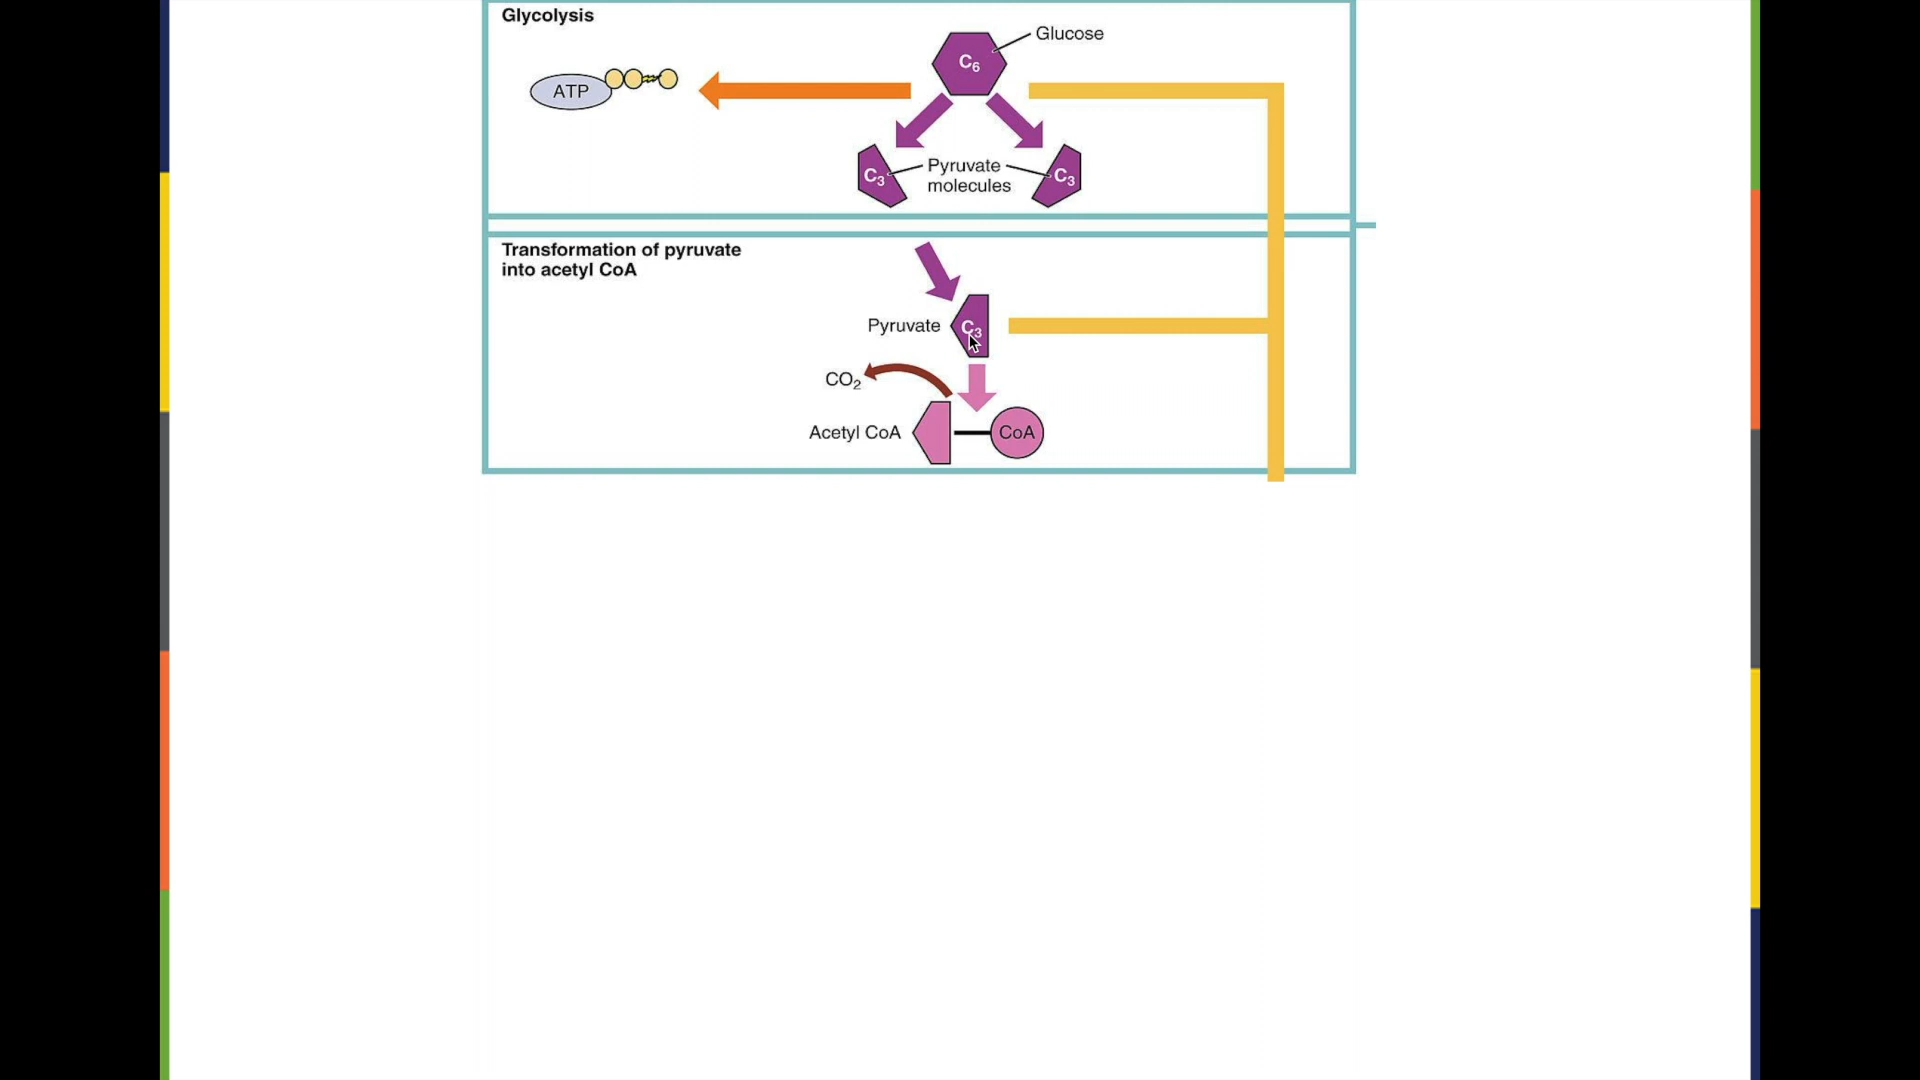 Glycolysis
Glucose
C6
ATP
Pyruvate
molecules
C3
C3
Transformation of pyruvate
into acetyl CoA
Pyruvate
C3
CO2
Acetyl CoA
CoA